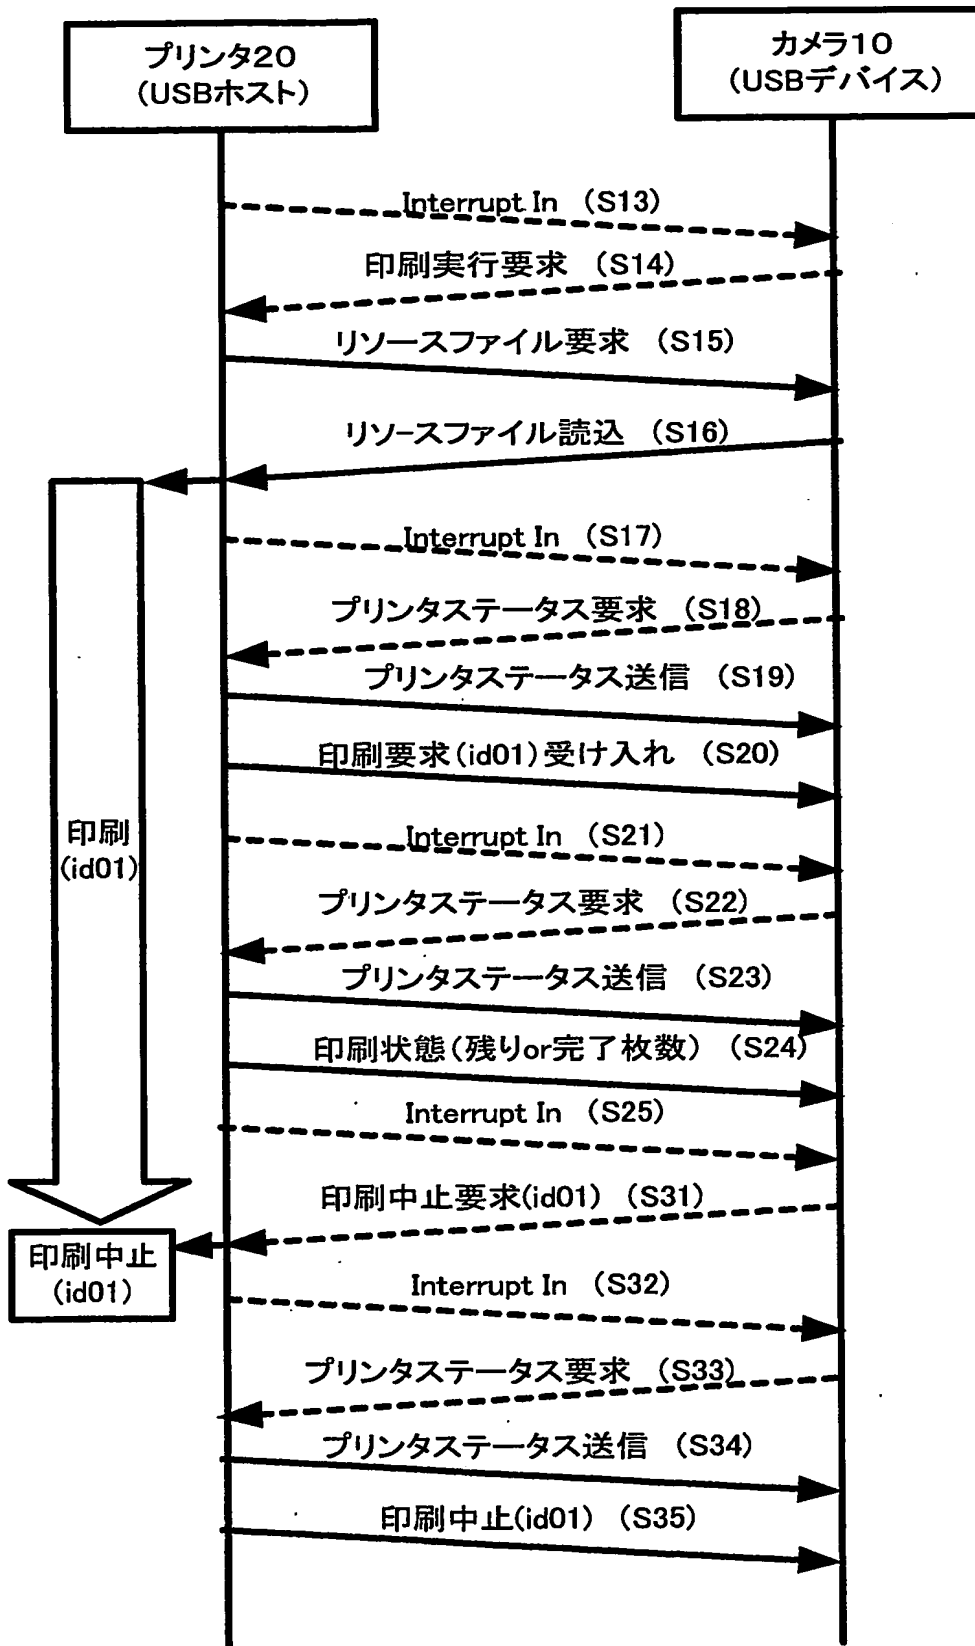 プリンタ20
(USBホスト)
カメラ10
(USBデバイス)
Interrupt In (S13)
印刷実行要求 (S14)
リソースファイル要求 (S15)
リソースファイル読込 (S16)
Interrupt In (S17)
プリンタステータス要求 (S18)
プリンタステータス送信 (S19)
印刷要求(id01)受け入れ (S20)
印刷
(id01)
Interrupt In (S21)
プリンタステータス要求 (S22)
プリンタステータス送信 (S23)
印刷状態(残りor完了枚数) (S24)
Interrupt In (S25)
印刷中止要求(id01) (S31)
印刷中止
(id01)
Interrupt In (S32)
プリンタステータス要求 (S33)
プリンタステータス送信 (S34)
印刷中止(id01) (S35)